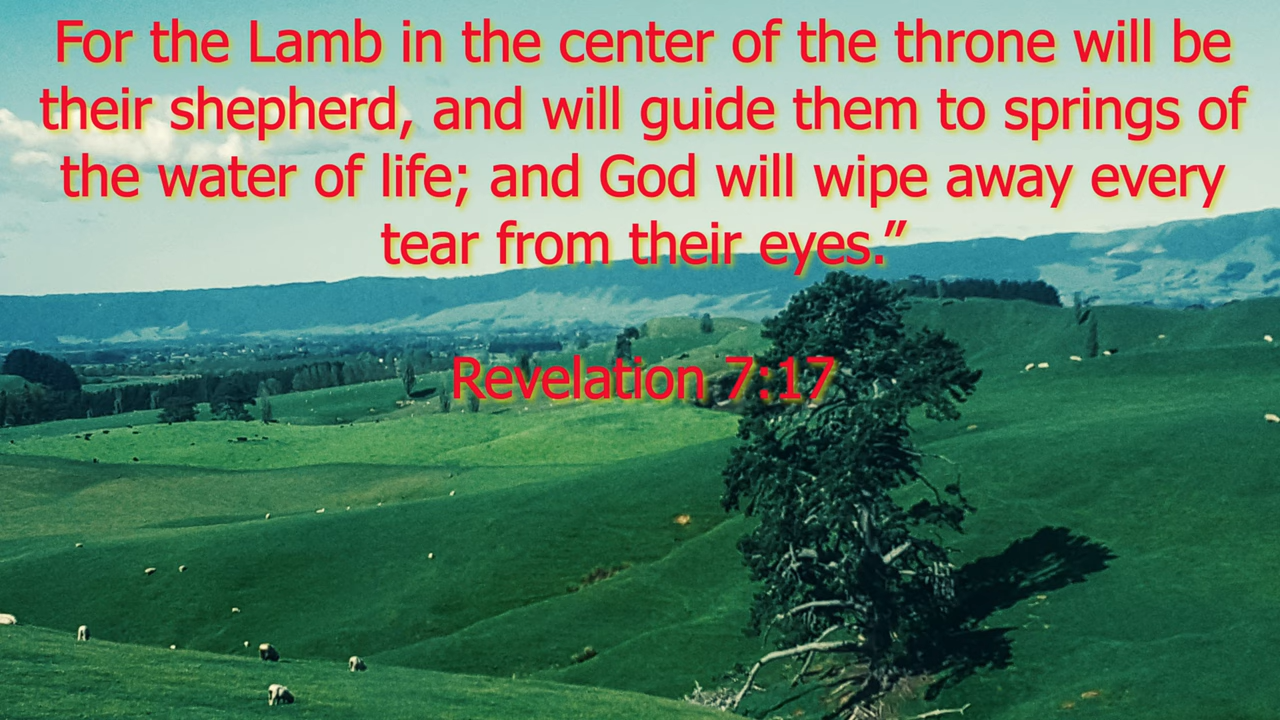 For the Lamb in the center of the throne will be
their shepherd, and will guide them to springs of
the water of life; and God will wipe away every
tear from their eyes.”
Revelation 7:17